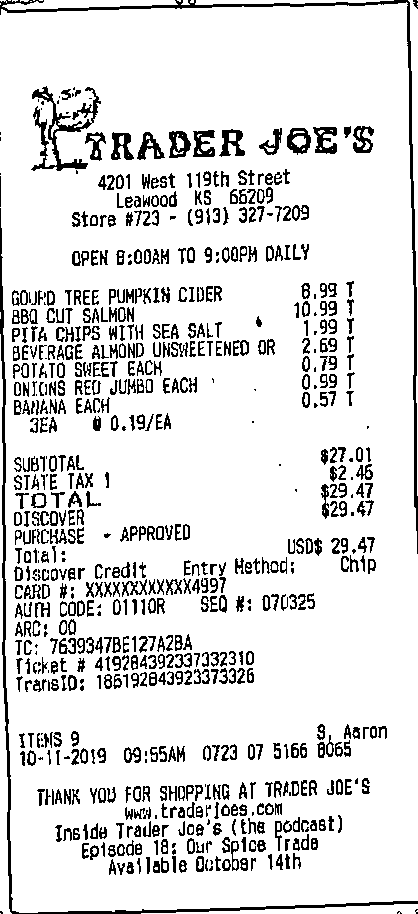 TRADER JOE'S
4201 West 119th Street
Leawood KS 66209
Store #723 - (913) 327-7209
OPEN 8:00AM TO 9:00PM DAILY
GOURD TREE PUMPKIN CIDER 8.99 T
BBQ CUT SALMON 10.99 T
PITA CHIPS WITH SEA SALT 1.99 T
BEVERAGE ALMOND UNSWEETENED OR 2.69 T
POTATO SWEET EACH 0.79 T
ONIONS RED JUMBO EACH 0.99 T
BANANA EACH 0.57 T
3EA @ 0.19/EA
SUBTOTAL $27.01
STATE TAX 1 $2.46
TOTAL $29.47
DISCOVER $29.47
PURCHASE - APPROVED
Total: USD$ 29.47
Discover Credit Entry Method: Chip
CARD #: XXXXXXXXXXXX4997
AUTH CODE: 01110R SEQ #: 070325
ARC: 00
TC: 7639347BE127A2BA
Ticket # 419284392337332310
TransID: 186192843923373326
ITEMS 9 S, Aaron
10-11-2019 09:55AM 0723 07 5166 8065
THANK YOU FOR SHOPPING AT TRADER JOE'S
www.traderjoes.com
Inside Trader Joe's (the podcast)
Episode 18: Our Spice Trade
Available October 14th